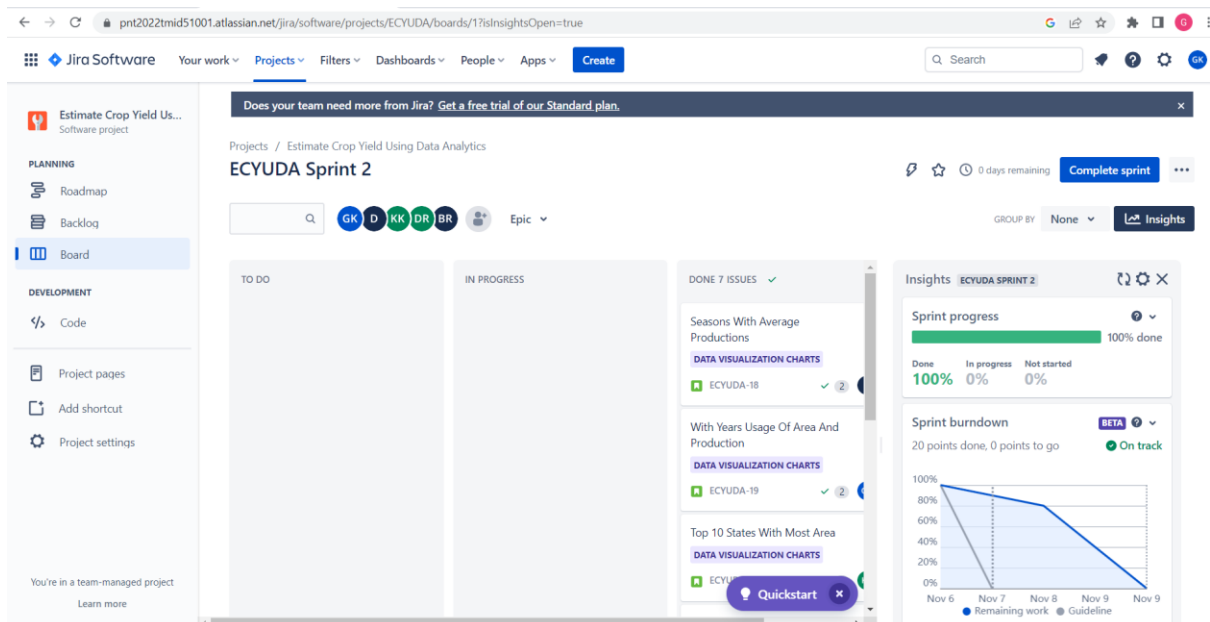 pnt2022tmid51001.atlassian.net/jira/software/projects/ECYUDA/boards/1?isInsightsOpen=true
G
Jira Software Your work Projects Filters Dashboards People Apps Create Search GK
Does your team need more from Jira? Get a free trial of our Standard plan.
Estimate Crop Yield Us...
Software project
PLANNING
Roadmap
Backlog
Board
DEVELOPMENT
Code
Project pages
Add shortcut
Project settings
You're in a team-managed project
Learn more
Projects / Estimate Crop Yield Using Data Analytics
ECYUDA Sprint 2
0 days remaining Complete sprint
GK D KK DR BR Epic
GROUP BY None Insights
TO DO
IN PROGRESS
DONE 7 ISSUES
Seasons With Average
Productions
DATA VISUALIZATION CHARTS
ECYUDA-18 2
With Years Usage Of Area And
Production
DATA VISUALIZATION CHARTS
ECYUDA-19 2
Top 10 States With Most Area
DATA VISUALIZATION CHARTS
Quickstart
Insights ECYUDA SPRINT 2
Sprint progress
100% done
Done In progress Not started
100% 0% 0%
Sprint burndown BETA
20 points done, 0 points to go On track
100%
80%
60%
40%
20%
0%
Nov 6 Nov 7 Nov 8 Nov 9 Nov 9
Remaining work Guideline